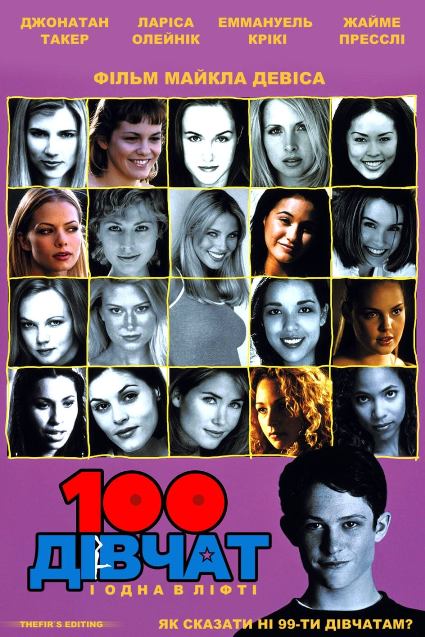 ДЖОНАТАН ЛАРІСА ЕММАНУЕЛЬ ЖАЙМЕ
ТАКЕР ОЛЕЙНІК КРІКІ ПРЕССЛІ
ФІЛЬМ МАЙКЛА ДЕВІСА
100
ДІВЧАТ
І ОДНА В ЛІФТІ
THEFIR`S EDITING
ЯК СКАЗАТИ НІ 99-ТИ ДІВЧАТАМ?